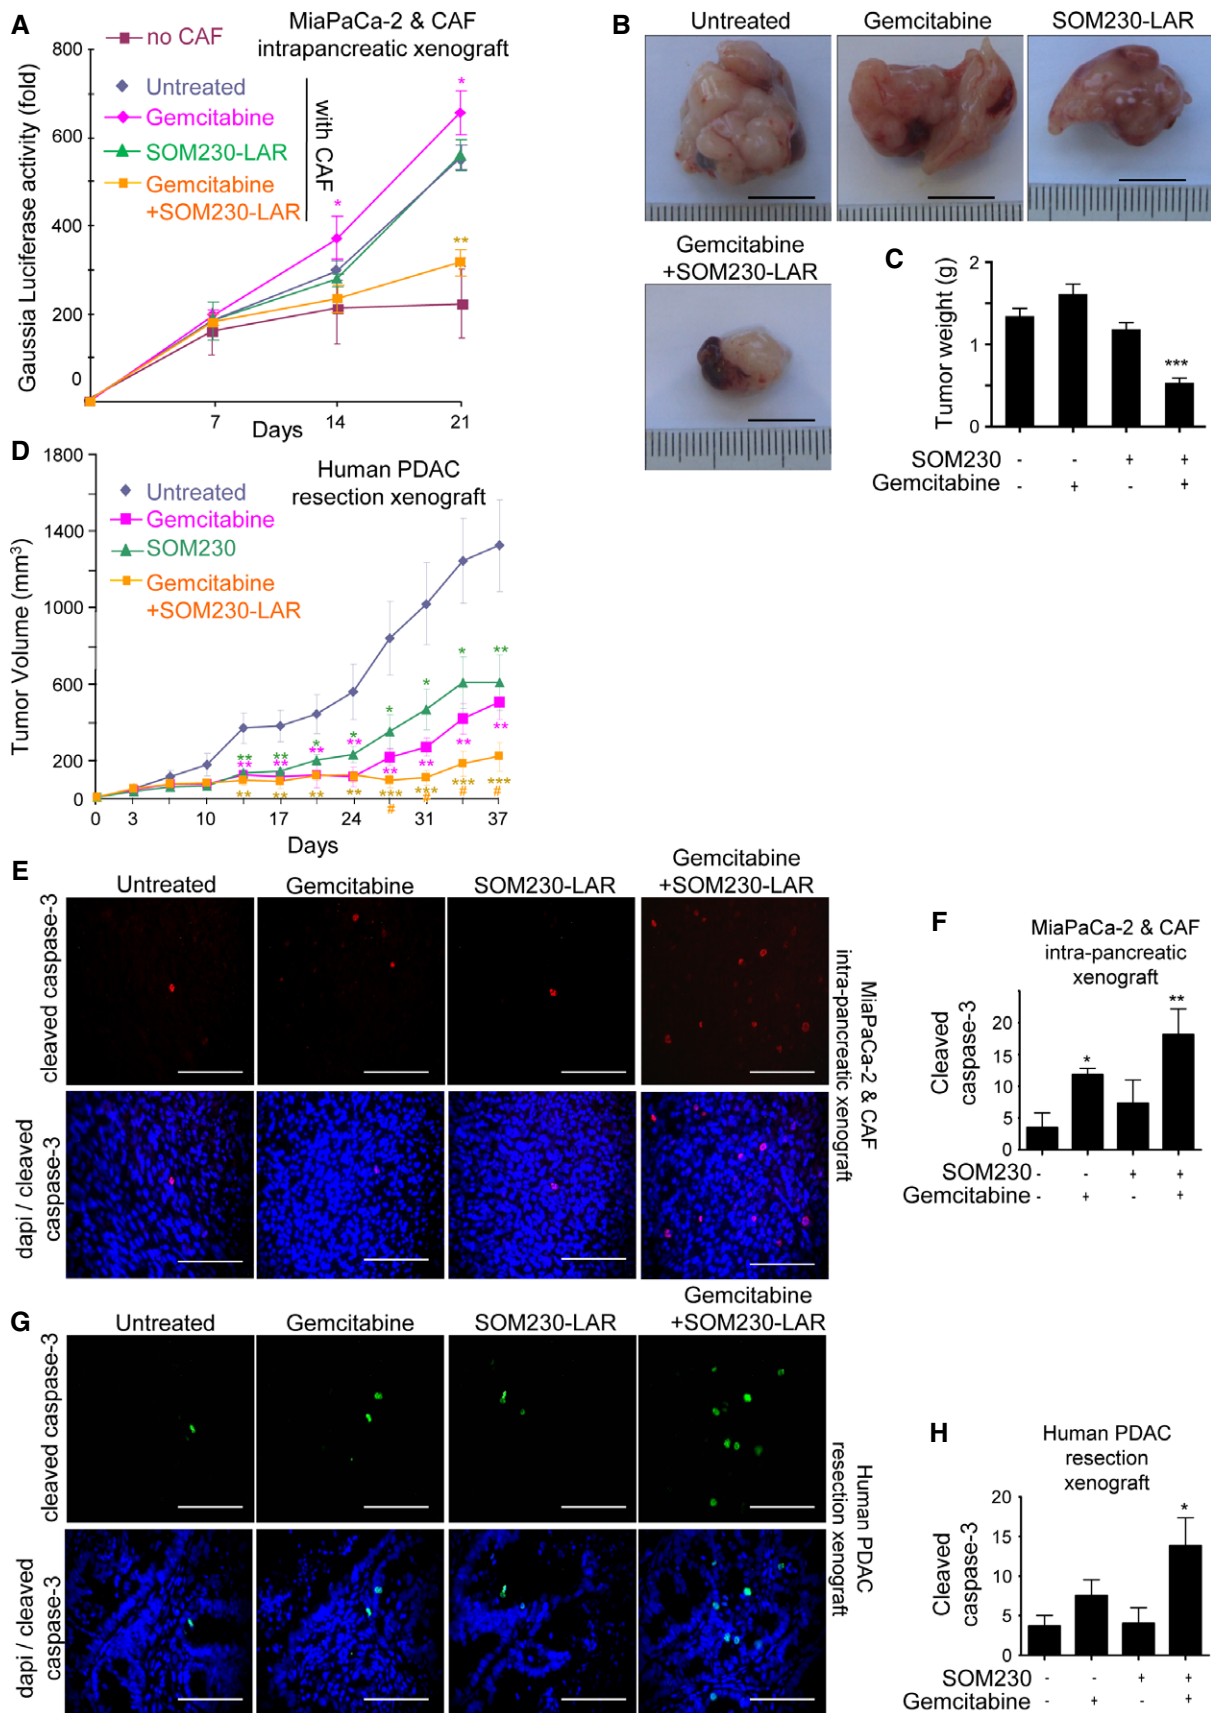 A
MiaPaCa-2 & CAF
intrapancreatic xenograft
no CAF
Untreated
Gemcitabine
SOM230-LAR
Gemcitabine
+SOM230-LAR
with CAF
Gaussia Luciferase activity (fold)
800
600
400
200
0
* * **
7 14 21
Days
B
Untreated Gemcitabine SOM230-LAR
Gemcitabine
+SOM230-LAR
C
Tumor weight (g)
2
1
0
***
SOM230 - - + +
Gemcitabine - + - +
D
Human PDAC
resection xenograft
Untreated
Gemcitabine
SOM230
Gemcitabine
+SOM230-LAR
Tumor Volume (mm3)
1800
1400
1000
600
200
0
** ** * * * * * **
** ** ** ** ** ** ** **
** ** ** ** *** *** *** ***
# # # #
0 3 10 17 24 31 37
Days
E
Untreated Gemcitabine SOM230-LAR
Gemcitabine
+SOM230-LAR
cleaved caspase-3
dapi / cleaved
caspase-3
MiaPaCa-2 & CAF
intra-pancreatic xenograft
F
MiaPaCa-2 & CAF
intra-pancreatic
xenograft
Cleaved
caspase-3
20
15
10
5
0
* **
SOM230 - - + +
Gemcitabine - + - +
G
Untreated Gemcitabine SOM230-LAR
Gemcitabine
+SOM230-LAR
cleaved caspase-3
dapi / cleaved
caspase-3
Human PDAC
resection xenograft
H
Human PDAC
resection
xenograft
Cleaved
caspase-3
20
15
10
5
0
*
SOM230 - - + +
Gemcitabine - + - +